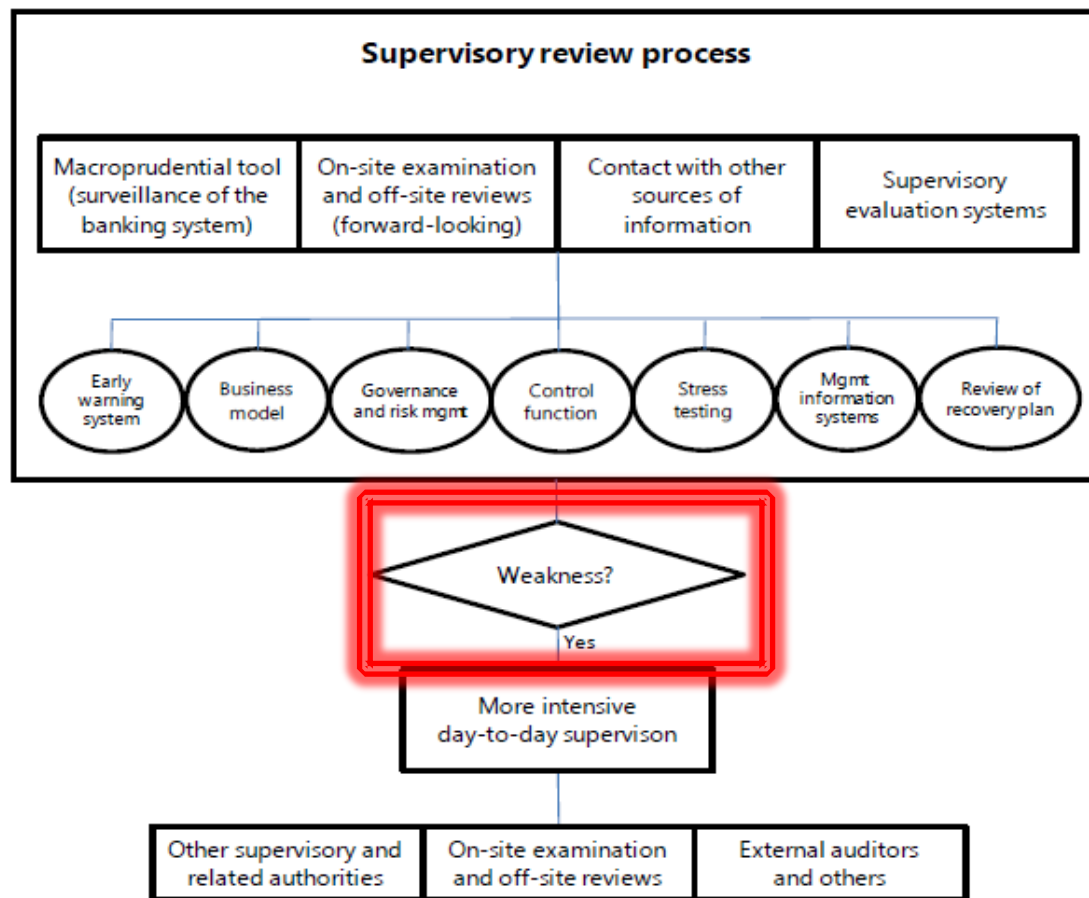 Supervisory review process
Macroprudential tool
(surveillance of the
banking system)
On-site examination
and off-site reviews
(forward-looking)
Contact with other
sources of
information
Supervisory
evaluation systems
Early
warning
system
Business
model
Governance
and risk mgmt
Control
function
Stress
testing
Mgmt
information
systems
Review of
recovery plan
Weakness?
Yes
More intensive
day-to-day supervison
Other supervisory and
related authorities
On-site examination
and off-site reviews
External auditors
and others